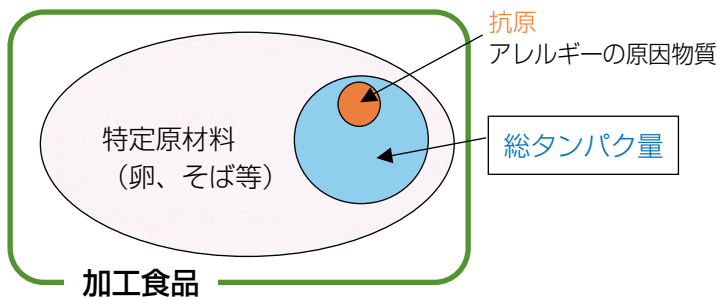 抗原
アレルギーの原因物質
特定原材料
（卵、そば等）
総タンパク量
加工食品